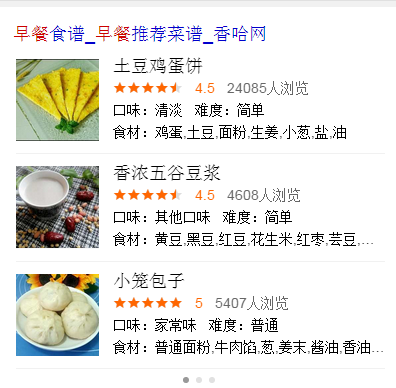 早餐食谱_早餐推荐菜谱_香哈网
土豆鸡蛋饼
4.5 24085人浏览
口味：清淡 难度：简单
食材：鸡蛋,土豆,面粉,生姜,小葱,盐,油
香浓五谷豆浆
4.5 4608人浏览
口味：其他口味 难度：简单
食材：黄豆,黑豆,红豆,花生米,红枣,芸豆,...
小笼包子
5 5407人浏览
口味：家常味 难度：普通
食材：普通面粉,牛肉馅,葱,姜末,酱油,香油...